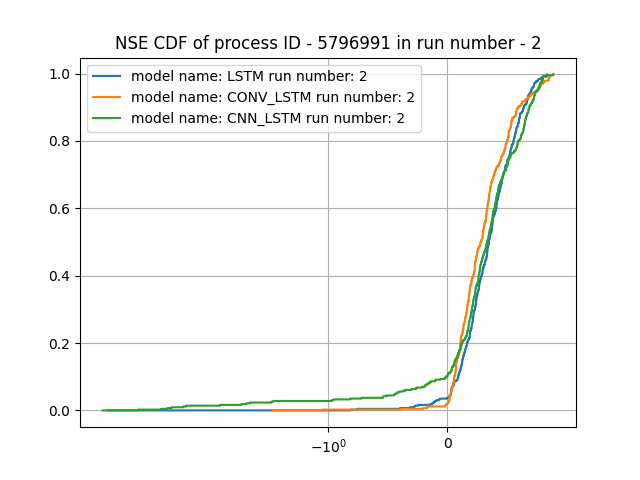 NSE CDF of process ID - 5796991 in run number - 2
model name: LSTM run number: 2
model name: CONV_LSTM run number: 2
model name: CNN_LSTM run number: 2
1.0
0.8
0.6
0.4
0.2
0.0
−10⁰ 0